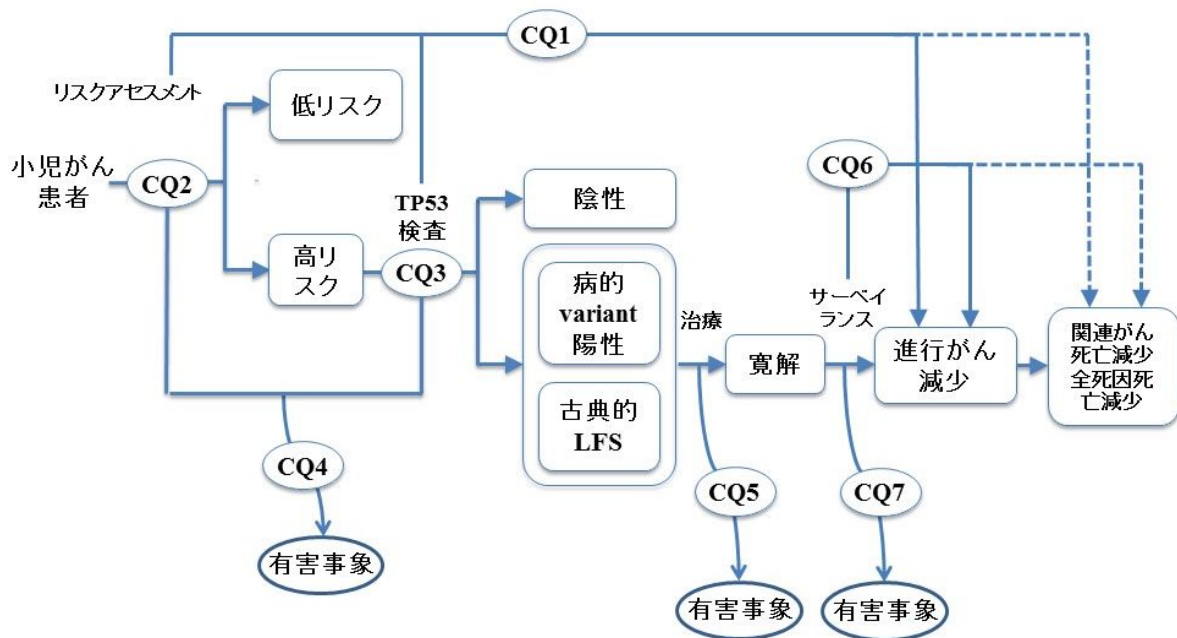 CQ1
リスクアセスメント
低リスク
小児がん
患者
CQ2
高リ
スク
TP53
検査
CQ3
陰性
病的
variant
陽性
古典的
LFS
治療
寛解
CQ6
サーベイ
ランス
進行がん
減少
関連がん
死亡減少
全死因死
亡減少
CQ4
有害事象
CQ5
有害事象
CQ7
有害事象